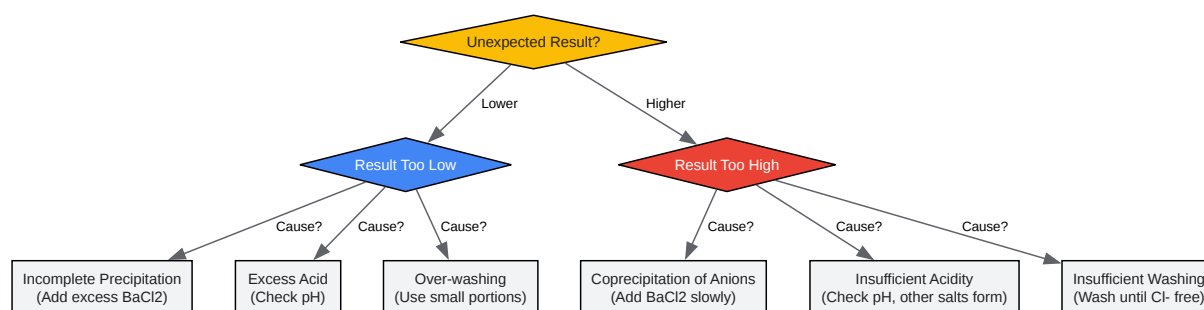 Unexpected Result?
Lower
Higher
Result Too Low
Result Too High
Cause?
Cause?
Cause?
Cause?
Cause?
Cause?
Incomplete Precipitation
(Add excess BaCl2)
Excess Acid
(Check pH)
Over-washing
(Use small portions)
Coprecipitation of Anions
(Add BaCl2 slowly)
Insufficient Acidity
(Check pH, other salts form)
Insufficient Washing
(Wash until Cl- free)